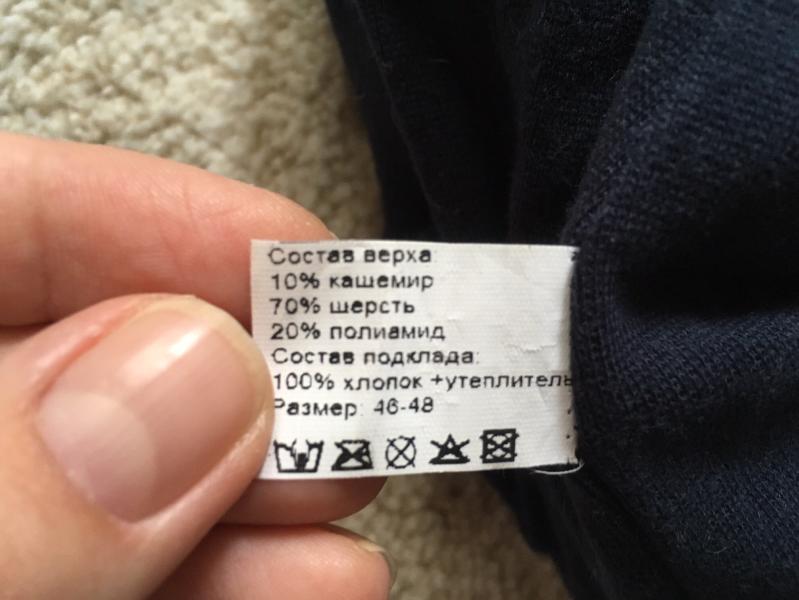 Состав верха:
10% кашемир
70% шерсть
20% полиамид
Состав подклада:
100% хлопок +утеплитель
Размер: 46-48